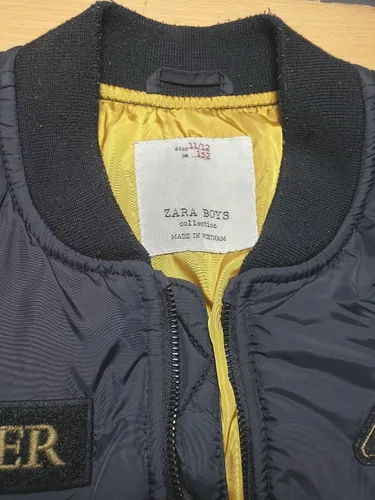 SIZE 11/12
CM 152
ZARA BOYS
collection
MADE IN VIETNAM
ER